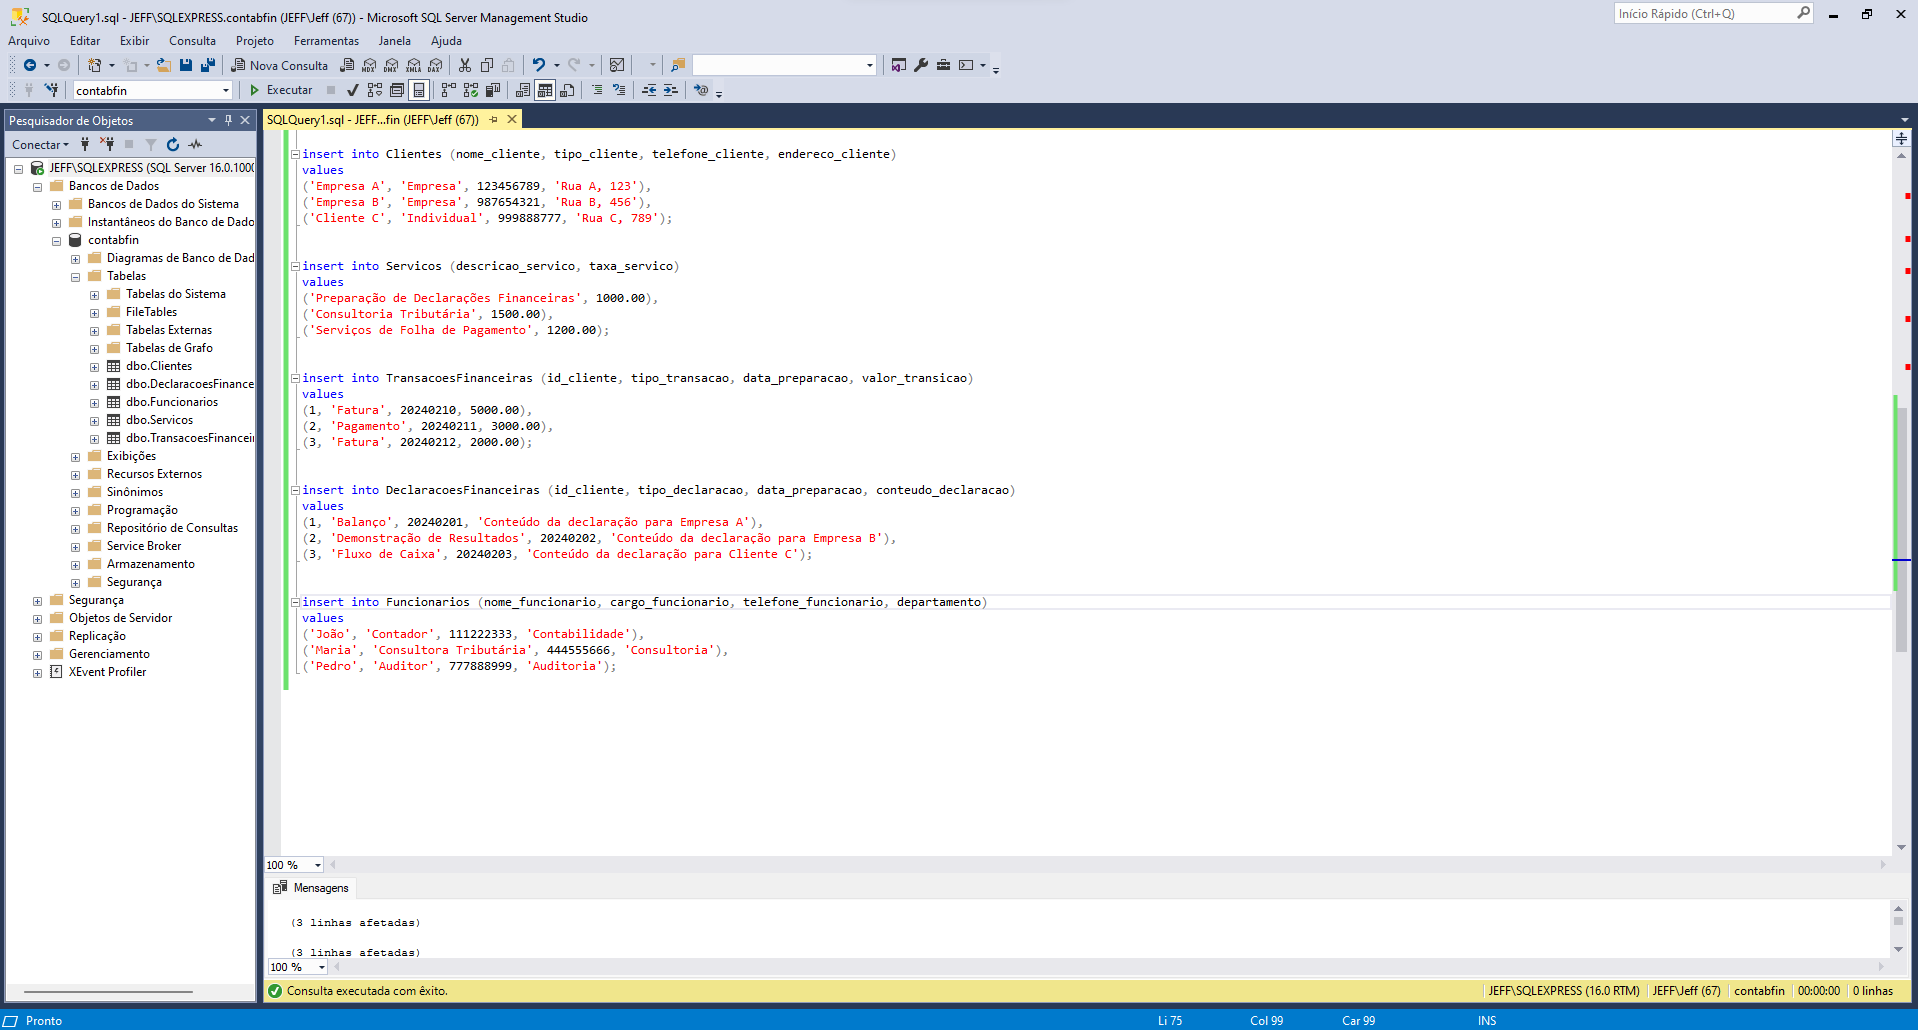 SQLQuery1.sql - JEFF\SQLEXPRESS.contabfin (JEFF\Jeff (67)) - Microsoft SQL Server Management Studio
Início Rápido (Ctrl+Q)
Arquivo Editar Exibir Consulta Projeto Ferramentas Janela Ajuda
Nova Consulta MDX DMX XMLA DAX
contabfin Executar
Pesquisador de Objetos
Conectar
JEFF\SQLEXPRESS (SQL Server 16.0.1000
Bancos de Dados
Bancos de Dados do Sistema
Instantâneos do Banco de Dado
contabfin
Diagramas de Banco de Dad
Tabelas
Tabelas do Sistema
FileTables
Tabelas Externas
Tabelas de Grafo
dbo.Clientes
dbo.DeclaracoesFinance
dbo.Funcionarios
dbo.Servicos
dbo.TransacoesFinancei
Exibições
Recursos Externos
Sinônimos
Programação
Repositório de Consultas
Service Broker
Armazenamento
Segurança
Segurança
Objetos de Servidor
Replicação
Gerenciamento
XEvent Profiler
SQLQuery1.sql - JEFF...fin (JEFF\Jeff (67))
insert into Clientes (nome_cliente, tipo_cliente, telefone_cliente, endereco_cliente)
values
('Empresa A', 'Empresa', 123456789, 'Rua A, 123'),
('Empresa B', 'Empresa', 987654321, 'Rua B, 456'),
('Cliente C', 'Individual', 999888777, 'Rua C, 789');
insert into Servicos (descricao_servico, taxa_servico)
values
('Preparação de Declarações Financeiras', 1000.00),
('Consultoria Tributária', 1500.00),
('Serviços de Folha de Pagamento', 1200.00);
insert into TransacoesFinanceiras (id_cliente, tipo_transacao, data_preparacao, valor_transicao)
values
(1, 'Fatura', 20240210, 5000.00),
(2, 'Pagamento', 20240211, 3000.00),
(3, 'Fatura', 20240212, 2000.00);
insert into DeclaracoesFinanceiras (id_cliente, tipo_declaracao, data_preparacao, conteudo_declaracao)
values
(1, 'Balanço', 20240201, 'Conteúdo da declaração para Empresa A'),
(2, 'Demonstração de Resultados', 20240202, 'Conteúdo da declaração para Empresa B'),
(3, 'Fluxo de Caixa', 20240203, 'Conteúdo da declaração para Cliente C');
insert into Funcionarios (nome_funcionario, cargo_funcionario, telefone_funcionario, departamento)
values
('João', 'Contador', 111222333, 'Contabilidade'),
('Maria', 'Consultora Tributária', 444555666, 'Consultoria'),
('Pedro', 'Auditor', 777888999, 'Auditoria');
100 %
Mensagens
(3 linhas afetadas)
(3 linhas afetadas)
100 %
Consulta executada com êxito. JEFF\SQLEXPRESS (16.0 RTM) JEFF\Jeff (67) contabfin 00:00:00 0 linhas
Pronto Li 75 Col 99 Car 99 INS